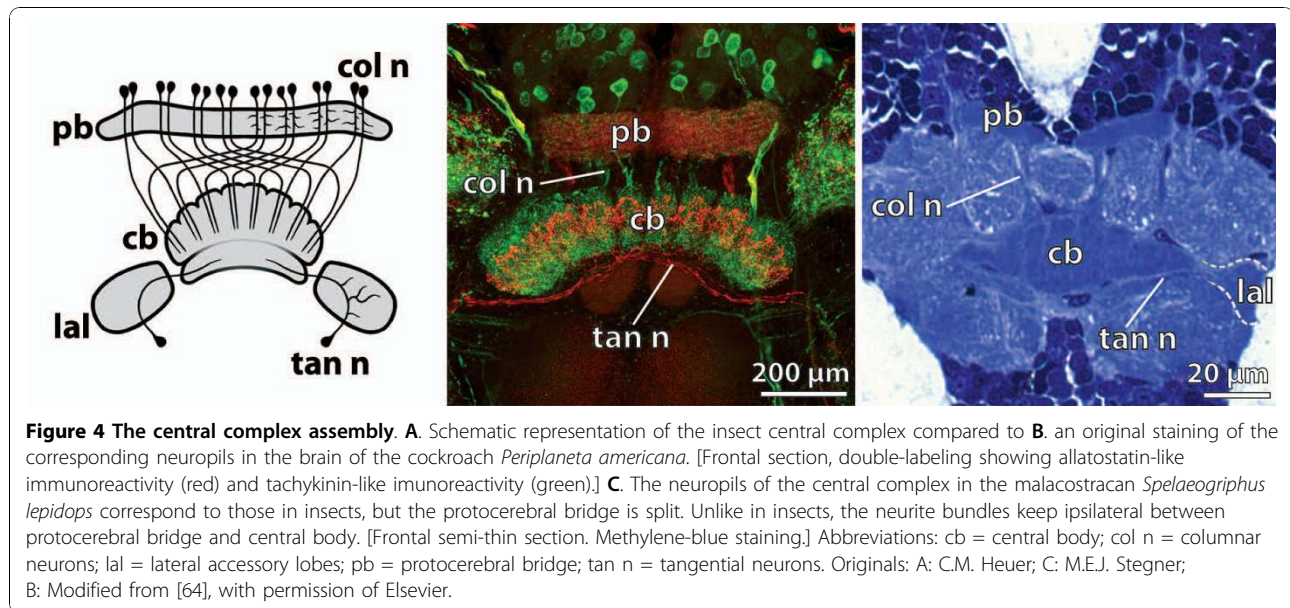 col n
pb
cb
lal
tan n
pb
col n
cb
tan n
200 µm
pb
col n
cb
lal
tan n
20 µm
Figure 4 The central complex assembly. A. Schematic representation of the insect central complex compared to B. an original staining of the
corresponding neuropils in the brain of the cockroach Periplaneta americana. [Frontal section, double-labeling showing allatostatin-like
immunoreactivity (red) and tachykinin-like imunoreactivity (green).] C. The neuropils of the central complex in the malacostracan Spelaeogriphus
lepidops correspond to those in insects, but the protocerebral bridge is split. Unlike in insects, the neurite bundles keep ipsilateral between
protocerebral bridge and central body. [Frontal semi-thin section. Methylene-blue staining.] Abbreviations: cb = central body; col n = columnar
neurons; lal = lateral accessory lobes; pb = protocerebral bridge; tan n = tangential neurons. Originals: A: C.M. Heuer; C: M.E.J. Stegner;
B: Modified from [64], with permission of Elsevier.